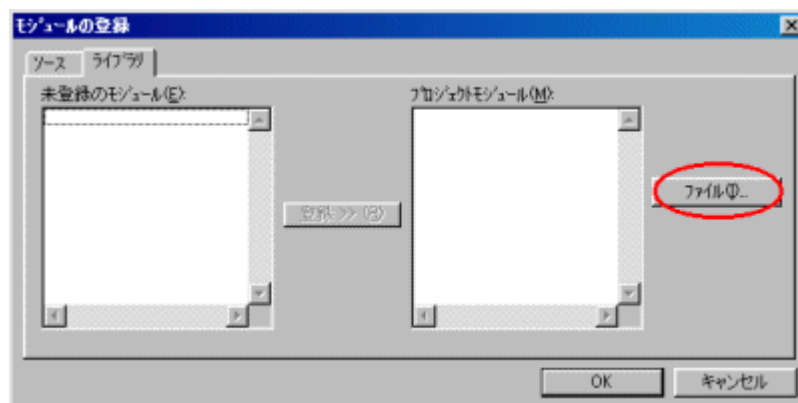 ﾓｼﾞｭｰﾙの登録
ｿｰｽ ﾗｲﾌﾞﾗﾘ
未登録のﾓｼﾞｭｰﾙ(E):
ﾌﾟﾛｼﾞｪｸﾄﾓｼﾞｭｰﾙ(M):
登録 >> (R)
ﾌｧｲﾙ(I)...
OK
キャンセル